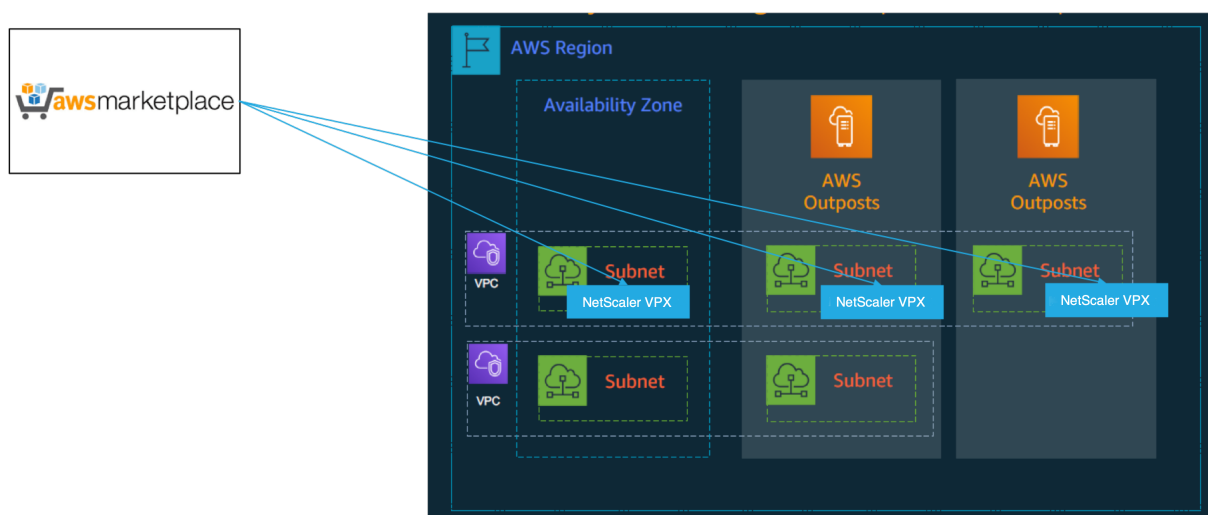 awsmarketplace
AWS Region
Availability Zone
AWS
Outposts
AWS
Outposts
VPC
Subnet
NetScaler VPX
Subnet
NetScaler VPX
Subnet
NetScaler VPX
VPC
Subnet
Subnet